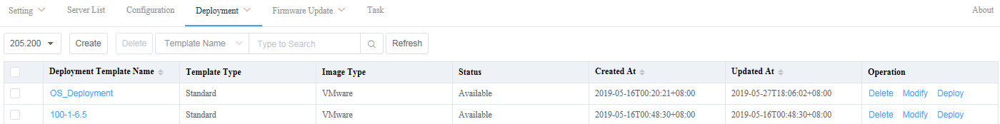 Setting Server List Configuration Deployment Firmware Update Task About
205.200 Create Delete Template Name Type to Search Refresh
Deployment Template Name Template Type Image Type Status Created At Updated At Operation
OS_Deployment Standard VMware Available 2019-05-16T00:20:21+08:00 2019-05-27T18:06:02+08:00 Delete Modify Deploy
100-1-6.5 Standard VMware Available 2019-05-16T00:48:30+08:00 2019-05-16T00:48:30+08:00 Delete Modify Deploy